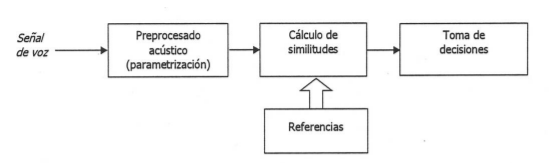 Señal
de voz
Preprocesado
acústico
(parametrización)
Cálculo de
similitudes
Toma de
decisiones
Referencias